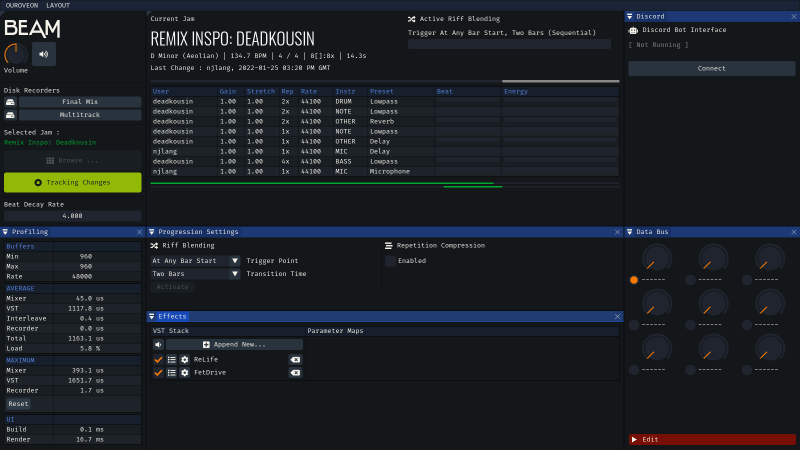 OUROVEON LAYOUT
BEAM
Volume
Disk Recorders
Final Mix
Multitrack
Selected Jam :
Remix Inspo: Deadkousin
Browse ...
Tracking Changes
Beat Decay Rate
4.000
Current Jam
REMIX INSPO: DEADKOUSIN
D Minor (Aeolian) | 134.7 BPM | 4 / 4 | 8[]:8x | 14.3s
Last Change : njlang, 2022-01-25 03:20 PM GMT
Active Riff Blending
Trigger At Any Bar Start, Two Bars (Sequential)
User Gain Stretch Rep Rate Instr Preset Beat Energy
deadkousin 1.00 1.00 2x 44100 DRUM Lowpass
deadkousin 1.00 1.00 2x 44100 NOTE Lowpass
deadkousin 1.00 1.00 2x 44100 OTHER Reverb
deadkousin 1.00 1.00 1x 44100 NOTE Lowpass
deadkousin 1.00 1.00 1x 44100 OTHER Delay
njlang 1.00 1.00 1x 44100 MIC Delay
deadkousin 1.00 1.00 4x 44100 BASS Lowpass
njlang 1.00 1.00 1x 44100 MIC Microphone
Discord
Discord Bot Interface
[ Not Running ]
Connect
Profiling
Buffers
Min 960
Max 960
Rate 48000
AVERAGE
Mixer 45.0 us
VST 1117.8 us
Interleave 0.4 us
Recorder 0.0 us
Total 1163.1 us
Load 5.8 %
MAXIMUM
Mixer 393.1 us
VST 1651.7 us
Recorder 1.7 us
Reset
UI
Build 0.1 ms
Render 16.7 ms
Progression Settings
Riff Blending
At Any Bar Start Trigger Point
Two Bars Transition Time
Activate
Repetition Compression
Enabled
Effects
VST Stack Parameter Maps
Append New...
ReLife
FetDrive
Data Bus
------ ------ ------
------ ------ ------
------ ------ ------
Edit